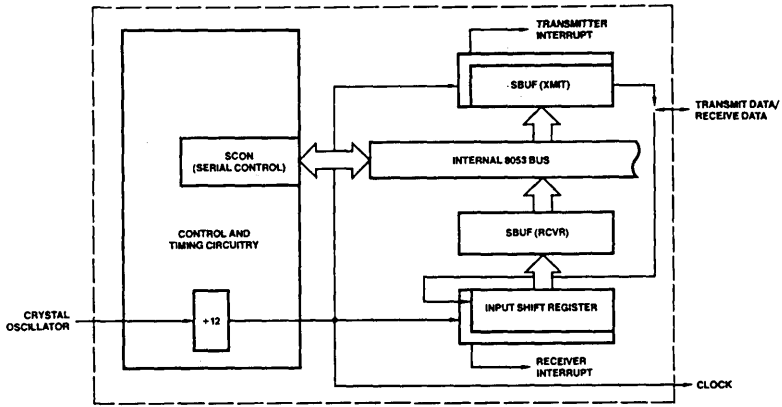 TRANSMITTER
INTERRUPT
SBUF (XMIT)
TRANSMIT DATA/
RECEIVE DATA
SCON
(SERIAL CONTROL)
INTERNAL 8053 BUS
CONTROL AND
TIMING CIRCUITRY
SBUF (RCVR)
CRYSTAL
OSCILLATOR
÷12
INPUT SHIFT REGISTER
RECEIVER
INTERRUPT
CLOCK